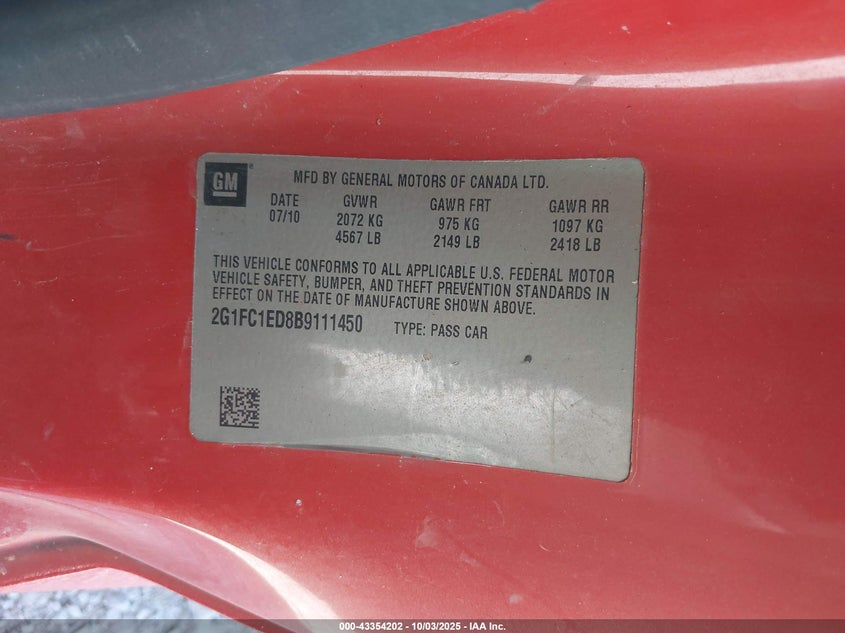 GM
MFD BY GENERAL MOTORS OF CANADA LTD.
DATE GVWR GAWR FRT GAWR RR
07/10 2072 KG 975 KG 1097 KG
4567 LB 2149 LB 2418 LB
THIS VEHICLE CONFORMS TO ALL APPLICABLE U.S. FEDERAL MOTOR
VEHICLE SAFETY, BUMPER, AND THEFT PREVENTION STANDARDS IN
EFFECT ON THE DATE OF MANUFACTURE SHOWN ABOVE.
2G1FC1ED8B9111450 TYPE: PASS CAR
000-43354202 - 10/03/2025 - IAA Inc.